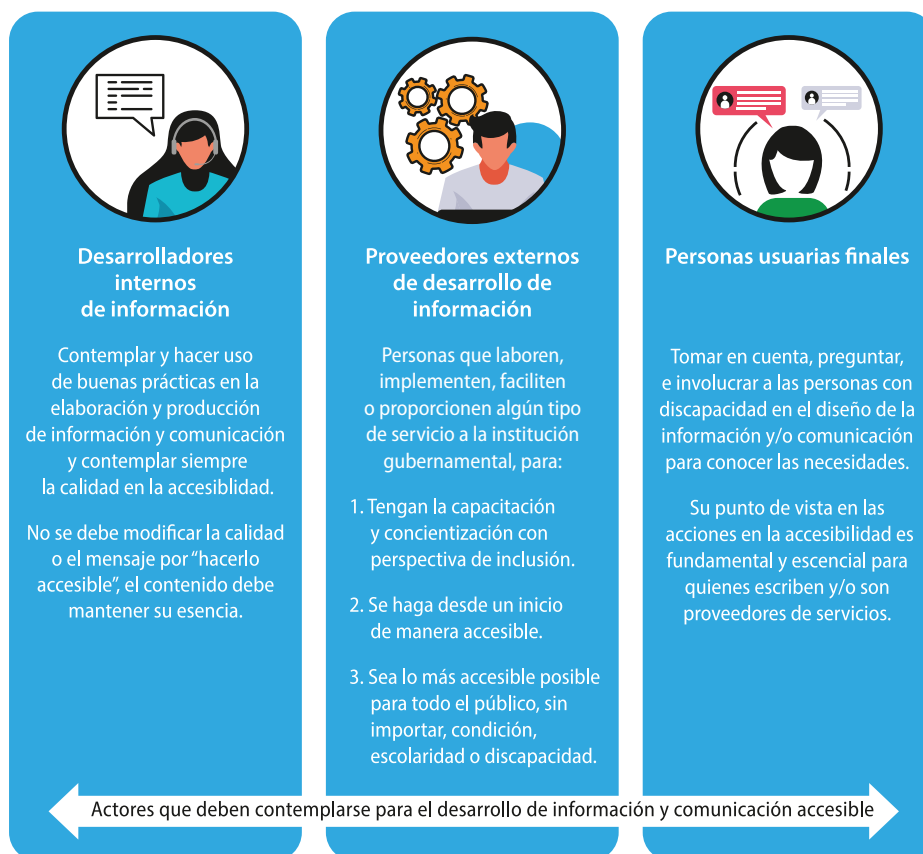 Desarrolladores
internos
de información
Contemplar y hacer uso
de buenas prácticas en la
elaboración y producción
de información y comunicación
y contemplar siempre
la calidad en la accesiblidad.
No se debe modificar la calidad
o el mensaje por “hacerlo
accesible”, el contenido debe
mantener su esencia.
Proveedores externos
de desarrollo de
información
Personas que laboren,
implementen, faciliten
o proporcionen algún tipo
de servicio a la institución
gubernamental, para:
1. Tengan la capacitación
y concientización con
perspectiva de inclusión.
2. Se haga desde un inicio
de manera accesible.
3. Sea lo más accesible posible
para todo el público, sin
importar, condición,
escolaridad o discapacidad.
Personas usuarias finales
Tomar en cuenta, preguntar,
e involucrar a las personas con
discapacidad en el diseño de la
información y/o comunicación
para conocer las necesidades.
Su punto de vista en las
acciones en la accesibilidad es
fundamental y escencial para
quienes escriben y/o son
proveedores de servicios.
Actores que deben contemplarse para el desarrollo de información y comunicación accesible